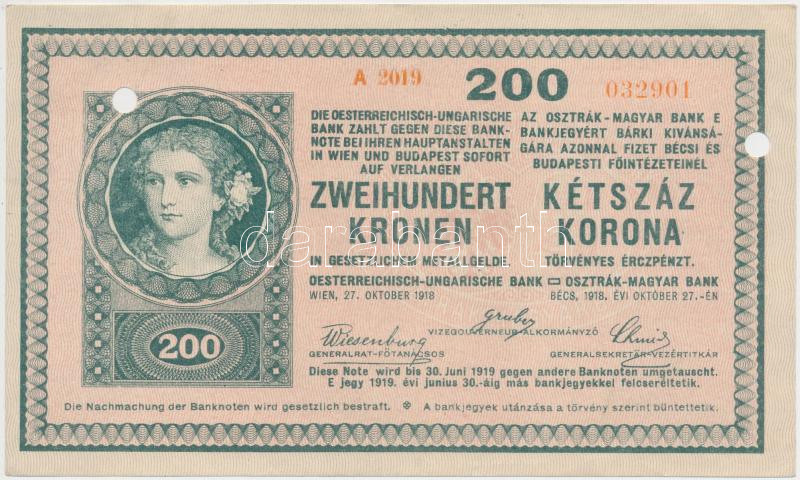 A 2019 200 032901
DIE OESTERREICHISCH-UNGARISCHE
BANK ZAHLT GEGEN DIESE BANK-
NOTE BEI IHREN HAUPTANSTALTEN
IN WIEN UND BUDAPEST SOFORT
AUF VERLANGEN
ZWEIHUNDERT
KRONEN
IN GESETZLICHEM METALLGELDE.
AZ OSZTRÁK-MAGYAR BANK E
BANKJEGYÉRT BÁRKI KIVÁNSÁ-
GÁRA AZONNAL FIZET BÉCSI ÉS
BUDAPESTI FŐINTÉZETEINÉL
KÉTSZÁZ
KORONA
TÖRVÉNYES ÉRCZPÉNZT.
OESTERREICHISCH-UNGARISCHE BANK OSZTRÁK-MAGYAR BANK
WIEN, 27. OKTOBER 1918 BÉCS, 1918. ÉVI OKTÓBER 27.-ÉN
Gruber
VIZEGOUVERNEUR-ALKORMÁNYZÓ
Wiesenburg
GENERALRAT-FŐTANÁCSOS
Schmid
GENERALSEKRETÄR-VEZÉRTITKÁR
200
Diese Note wird bis 30. Juni 1919 gegen andere Banknoten umgetauscht.
E jegy 1919. évi junius 30.-áig más bankjegyekkel felcseréltetik.
Die Nachmachung der Banknoten wird gesetzlich bestraft. A bankjegyek utánzása a törvény szerint büntettetik.
darabanth